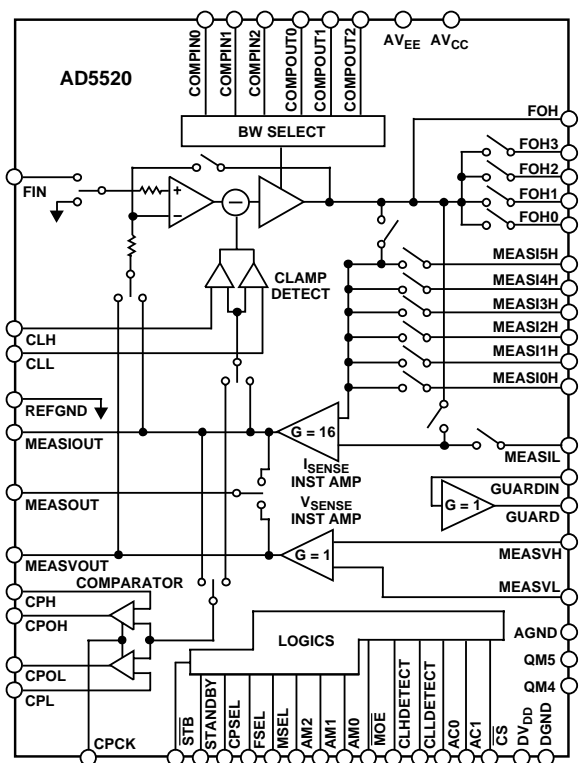 COMPIN0
COMPIN1
COMPIN2
COMPOUT0
COMPOUT1
COMPOUT2
AVEE
AVCC
AD5520
BW SELECT
FOH
FOH3
FOH2
FOH1
FOH0
FIN
+
−
−
CLAMP
DETECT
MEASI5H
MEASI4H
MEASI3H
MEASI2H
MEASI1H
MEASI0H
CLH
CLL
REFGND
MEASIOUT
G = 16
ISENSE
INST AMP
MEASIL
GUARDIN
G = 1
GUARD
MEASOUT
VSENSE
INST AMP
MEASVOUT
G = 1
MEASVH
MEASVL
COMPARATOR
CPH
CPOH
CPOL
CPL
LOGICS
AGND
QM5
QM4
CPCK
STB
STANDBY
CPSEL
FSEL
MSEL
AM2
AM1
AM0
MOE
CLHDETECT
CLLDETECT
AC0
AC1
CS
DVDD
DGND